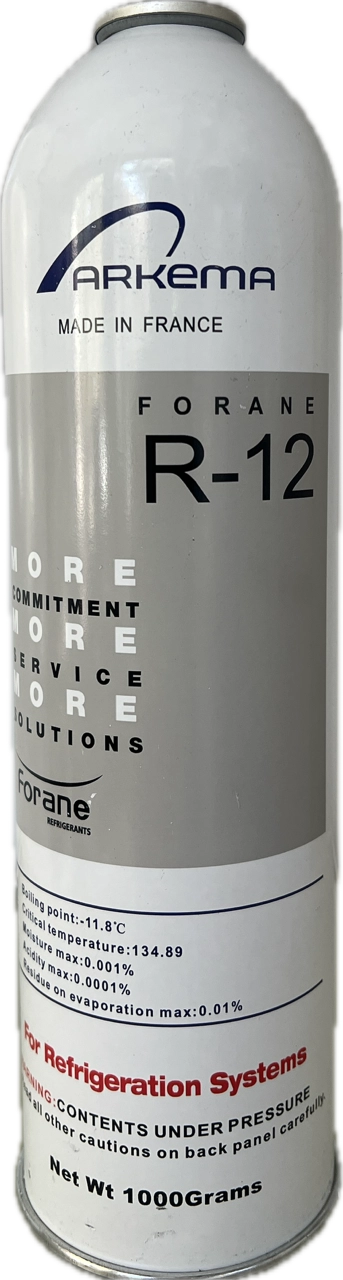 ARKEMA
MADE IN FRANCE
FORANE
R-12
MORE
COMMITMENT
MORE
SERVICE
MORE
SOLUTIONS
Forane
REFRIGERANTS
Boiling point:-11.8℃
Critical temperature:134.89
Moisture max:0.001%
Acidity max:0.0001%
Residue on evaporation max:0.01%
For Refrigeration Systems
WARNING:CONTENTS UNDER PRESSURE
all other cautions on back panel carefully.
Net Wt 1000Grams